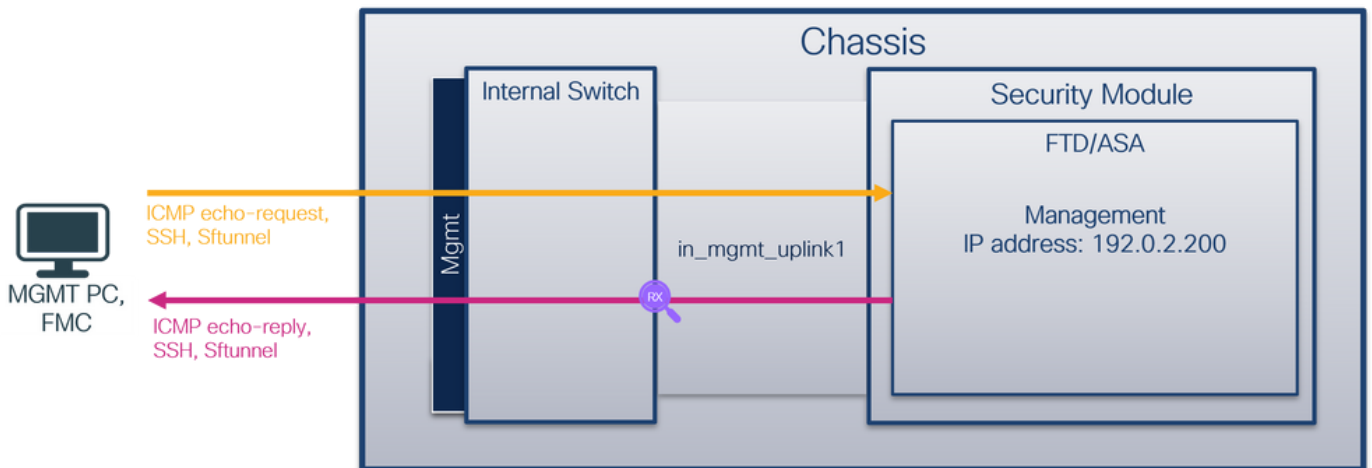 Chassis
Internal Switch
Security Module
FTD/ASA
ICMP echo-request,
SSH, Sftunnel
Mgmt
Management
IP address: 192.0.2.200
in_mgmt_uplink1
MGMT PC,
FMC
RX
ICMP echo-reply,
SSH, Sftunnel